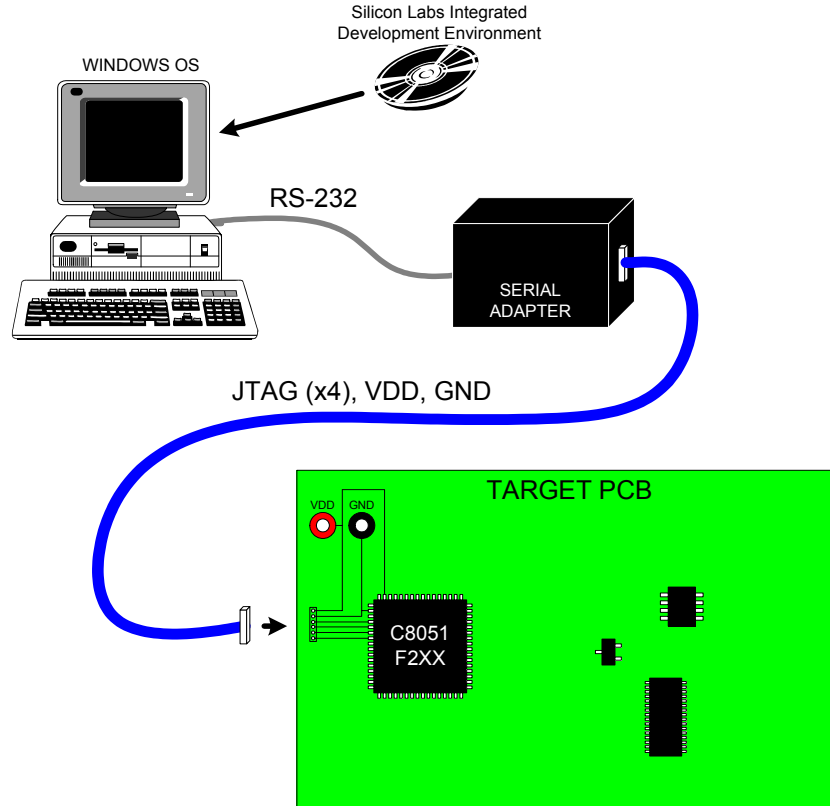 Silicon Labs Integrated
Development Environment
WINDOWS OS
RS-232
SERIAL
ADAPTER
JTAG (x4), VDD, GND
TARGET PCB
VDD
GND
C8051
F2XX